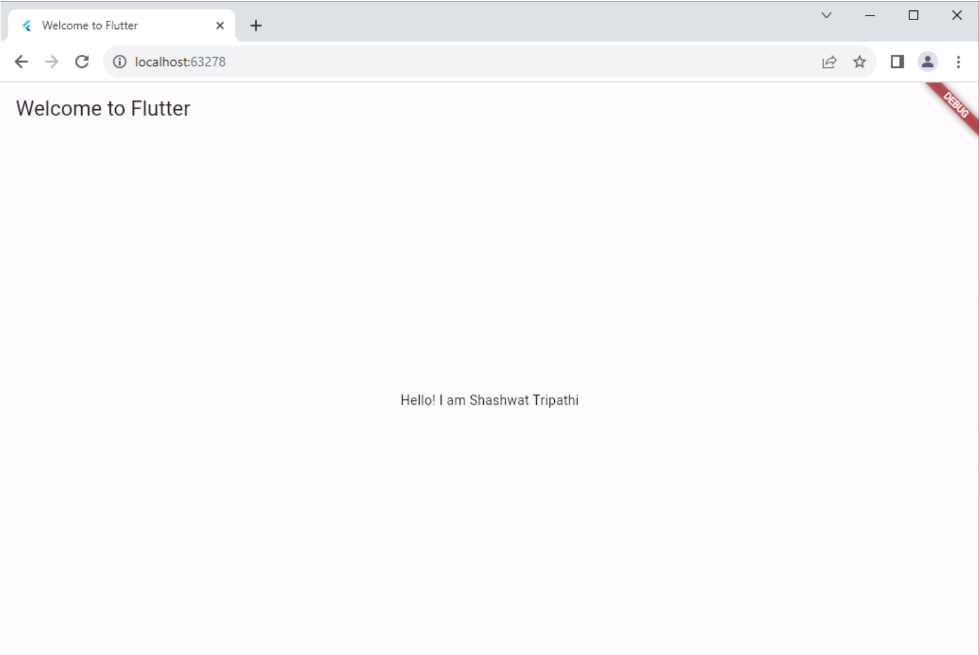 Welcome to Flutter
localhost:63278
Welcome to Flutter
DEBUG
Hello! I am Shashwat Tripathi